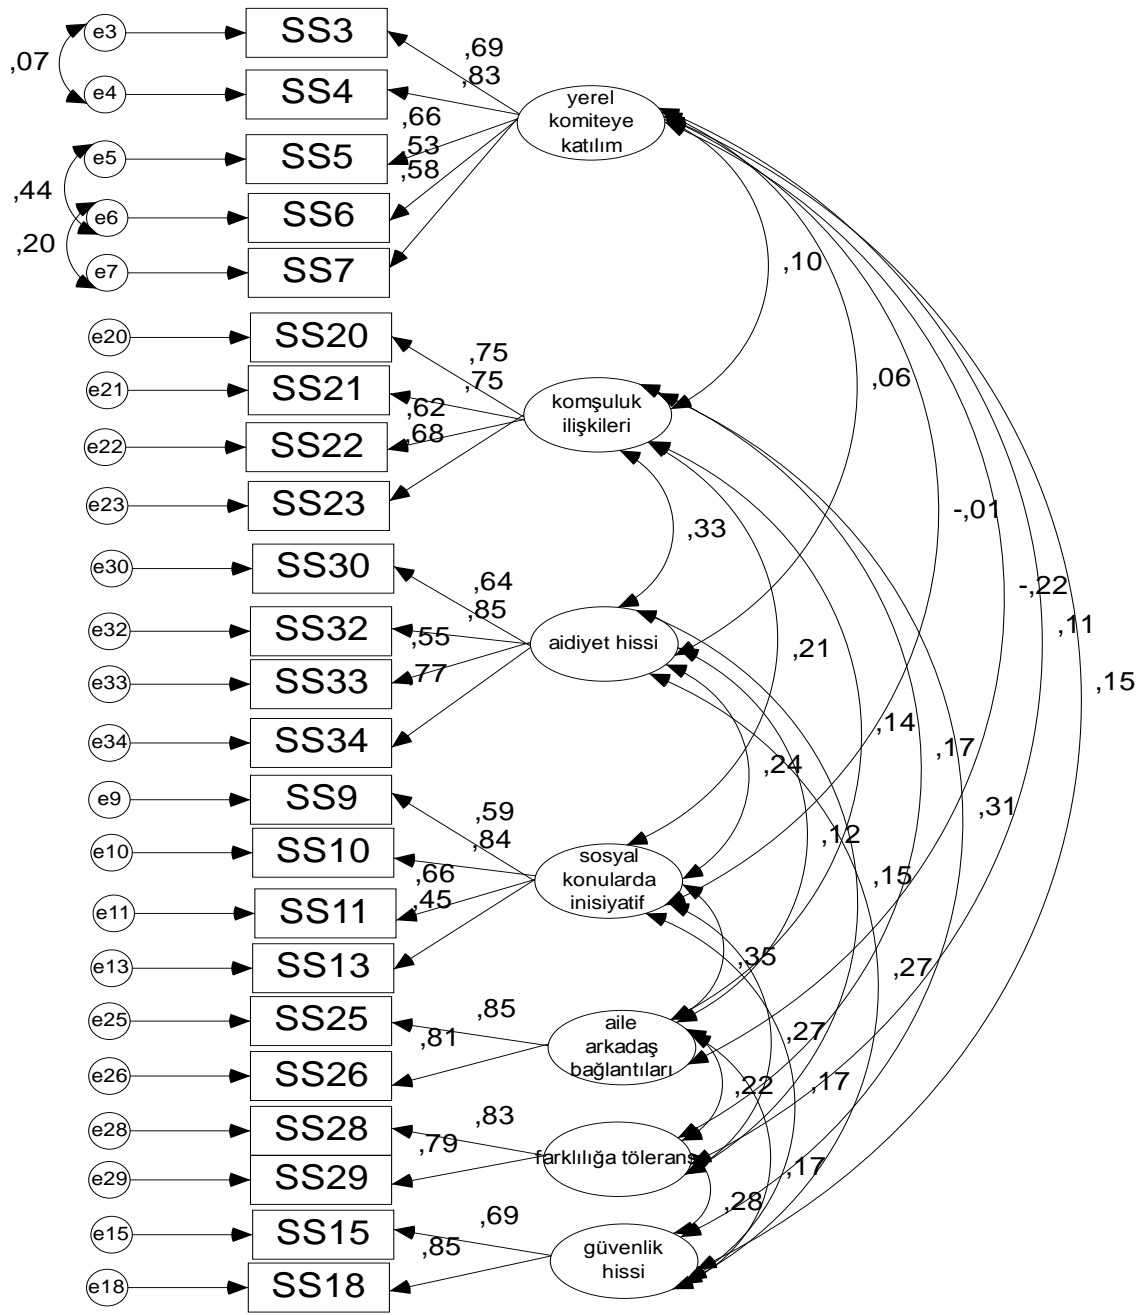 e3
SS3
,69
,07
,83
e4
SS4
yerel
komiteye
katılım
,66
e5
SS5
,53
,58
,44
e6
SS6
,20
e7
SS7
,10
e20
SS20
,75
,75
,06
e21
SS21
,62
komşuluk
ilişkileri
,68
e22
SS22
e23
SS23
-,01
,33
e30
SS30
,64
-,22
,85
,11
e32
SS32
,55
aidiyet hissi
,21
,77
e33
SS33
,15
e34
SS34
,14
,17
,24
e9
SS9
,59
,31
,84
,12
e10
SS10
sosyal
konularda
inisiyatif
,66
,15
,45
e11
SS11
,35
e13
SS13
,27
e25
SS25
,85
aile
arkadaş
bağlantıları
,81
,27
e26
SS26
,22
,17
e28
SS28
,83
,79
farklılığa tölerans
,17
e29
SS29
,28
e15
SS15
,69
,85
güvenlik
hissi
e18
SS18